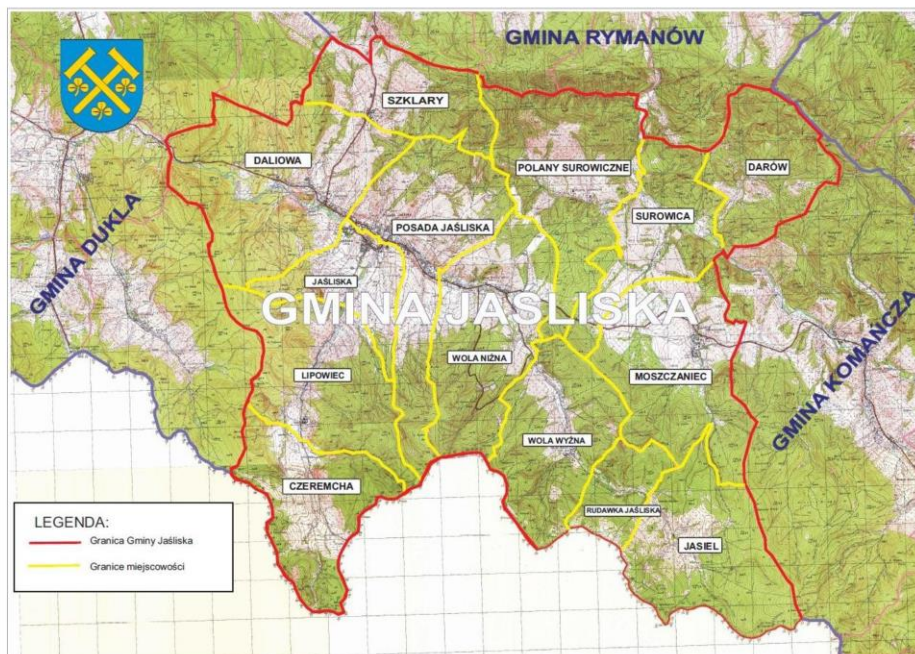 GMINA RYMANÓW
SZKLARY
DALIOWA
POLANY SUROWICZNE
DARÓW
SUROWICA
POSADA JAŚLISKA
GMINA DUKLA
JAŚLISKA
GMINA JAŚLISKA
GMINA KOMAŃCZA
WOLA NIŻNA
LIPOWIEC
MOSZCZANIEC
WOLA WYŻNA
CZEREMCHA
RUDAWKA JAŚLISKA
JASIEL
LEGENDA:
Granica Gminy Jaśliska
Granice miejscowości